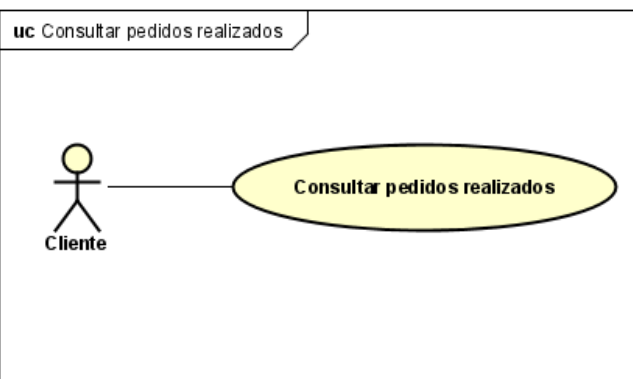 uc Consultar pedidos realizados
Consultar pedidos realizados
Cliente